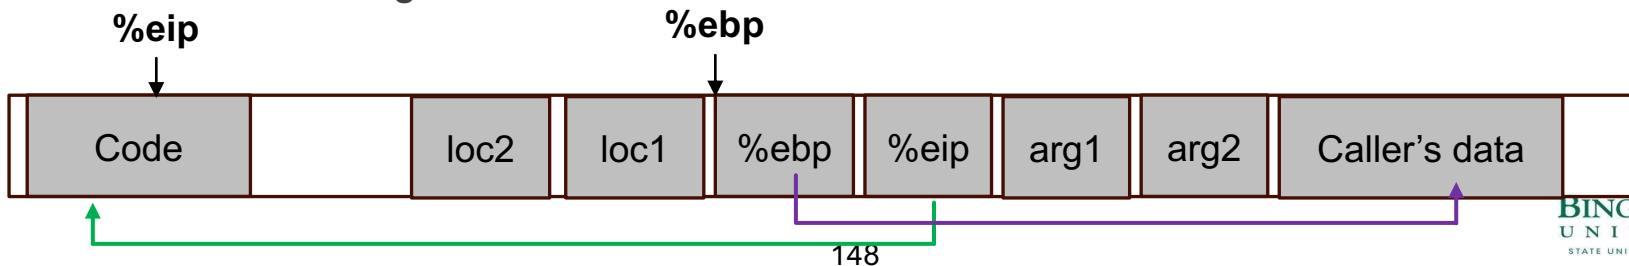 %eip %ebp
Code loc2 loc1 %ebp %eip arg1 arg2 Caller's data
148